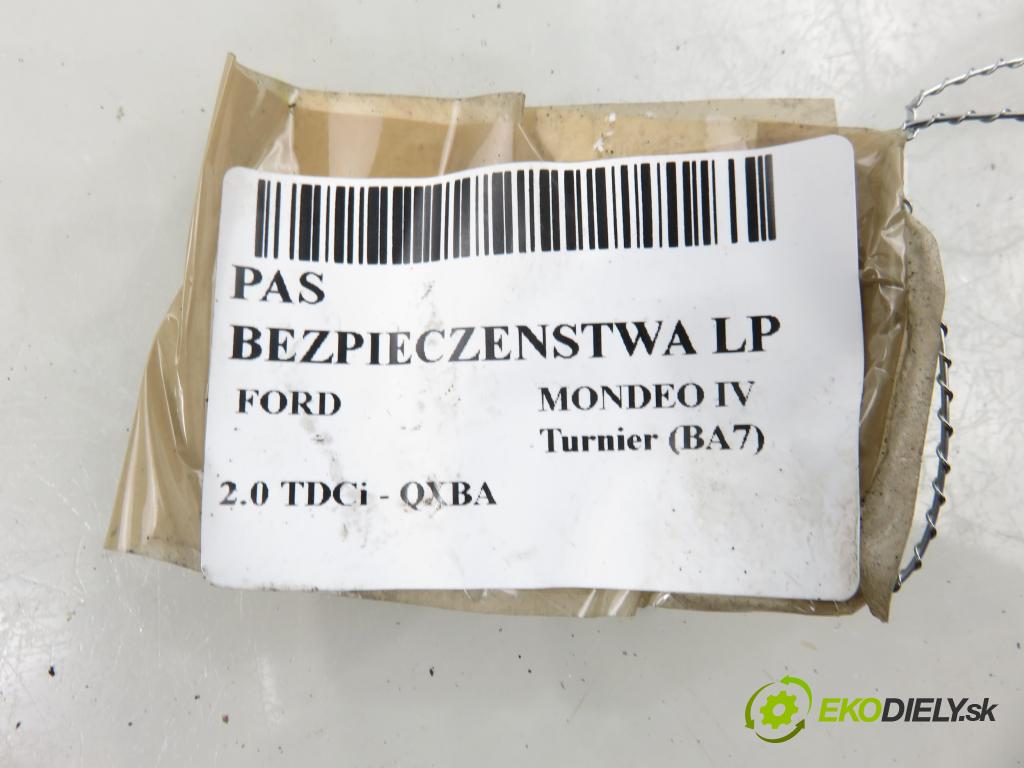 PAS
BEZPIECZENSTWA LP
FORD MONDEO IV
Turnier (BA7)
2.0 TDCi - QXBA
EKODIELY.sk